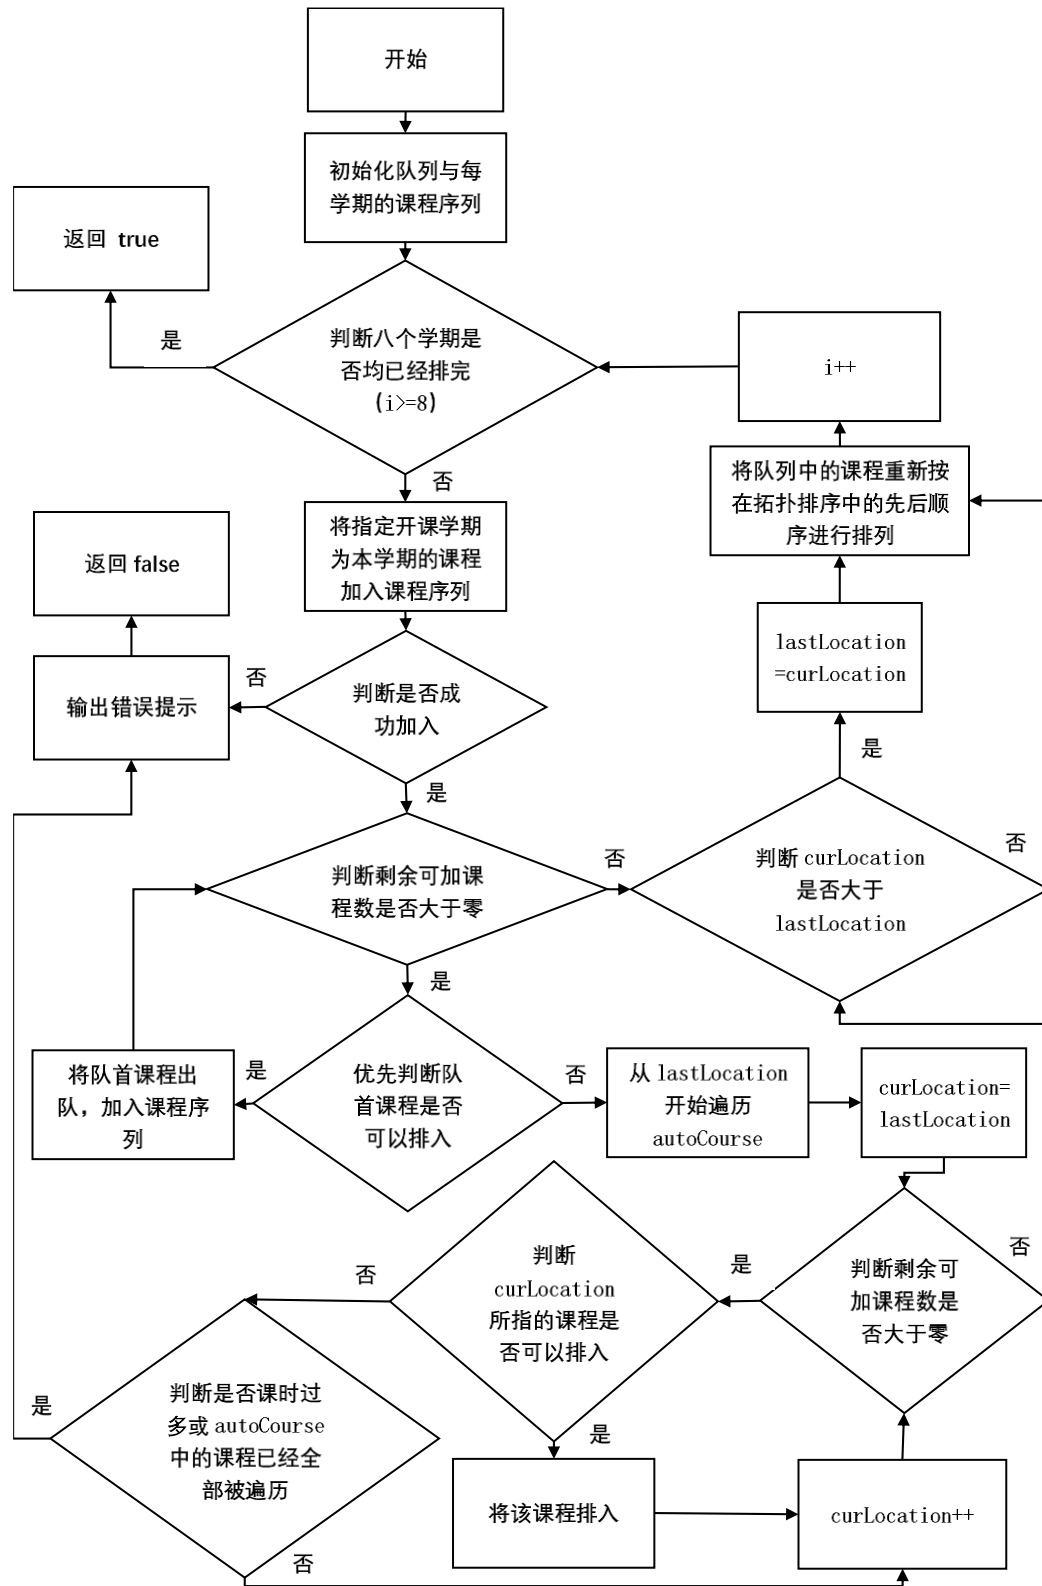 开始
初始化队列与每
学期的课程序列
返回 true
是
判断八个学期是
否均已经排完
(i>=8)
i++
否
将队列中的课程重新按
在拓扑排序中的先后顺
序进行排列
将指定开课学期
为本学期的课程
加入课程序列
返回 false
lastLocation
=curLocation
否
输出错误提示
判断是否成
功加入
是
是
判断 curLocation
是否大于
lastLocation
否
否
判断剩余可加课
程数是否大于零
是
将队首课程出
队，加入课程序
列
是
优先判断队
首课程是否
可以排入
否
从 lastLocation
开始遍历
autoCourse
curLocation=
lastLocation
判断
curLocation
所指的课程是
否可以排入
否
是
判断剩余可
加课程数是
否大于零
否
是
判断是否课时过
多或 autoCourse
中的课程已经全
部被遍历
是
将该课程排入
curLocation++
否